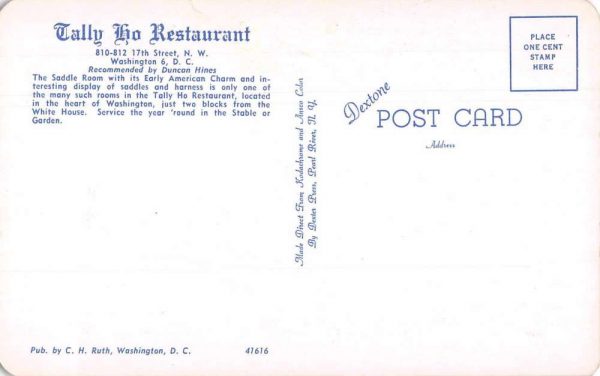 Tally Ho Restaurant
810-812 17th Street, N. W.
Washington 6, D. C.
Recommended by Duncan Hines
The Saddle Room with its Early American Charm and in-
teresting display of saddles and harness is only one of
the many such rooms in the Tally Ho Restaurant, located
in the heart of Washington, just two blocks from the
White House. Service the year 'round in the Stable or
Garden.
Pub. by C. H. Ruth, Washington, D. C. 41616
Made Direct From Kodachrome and Ansco Color
By Dexter Press, Pearl River, N. Y.
Dextone
POST CARD
Address
PLACE
ONE CENT
STAMP
HERE